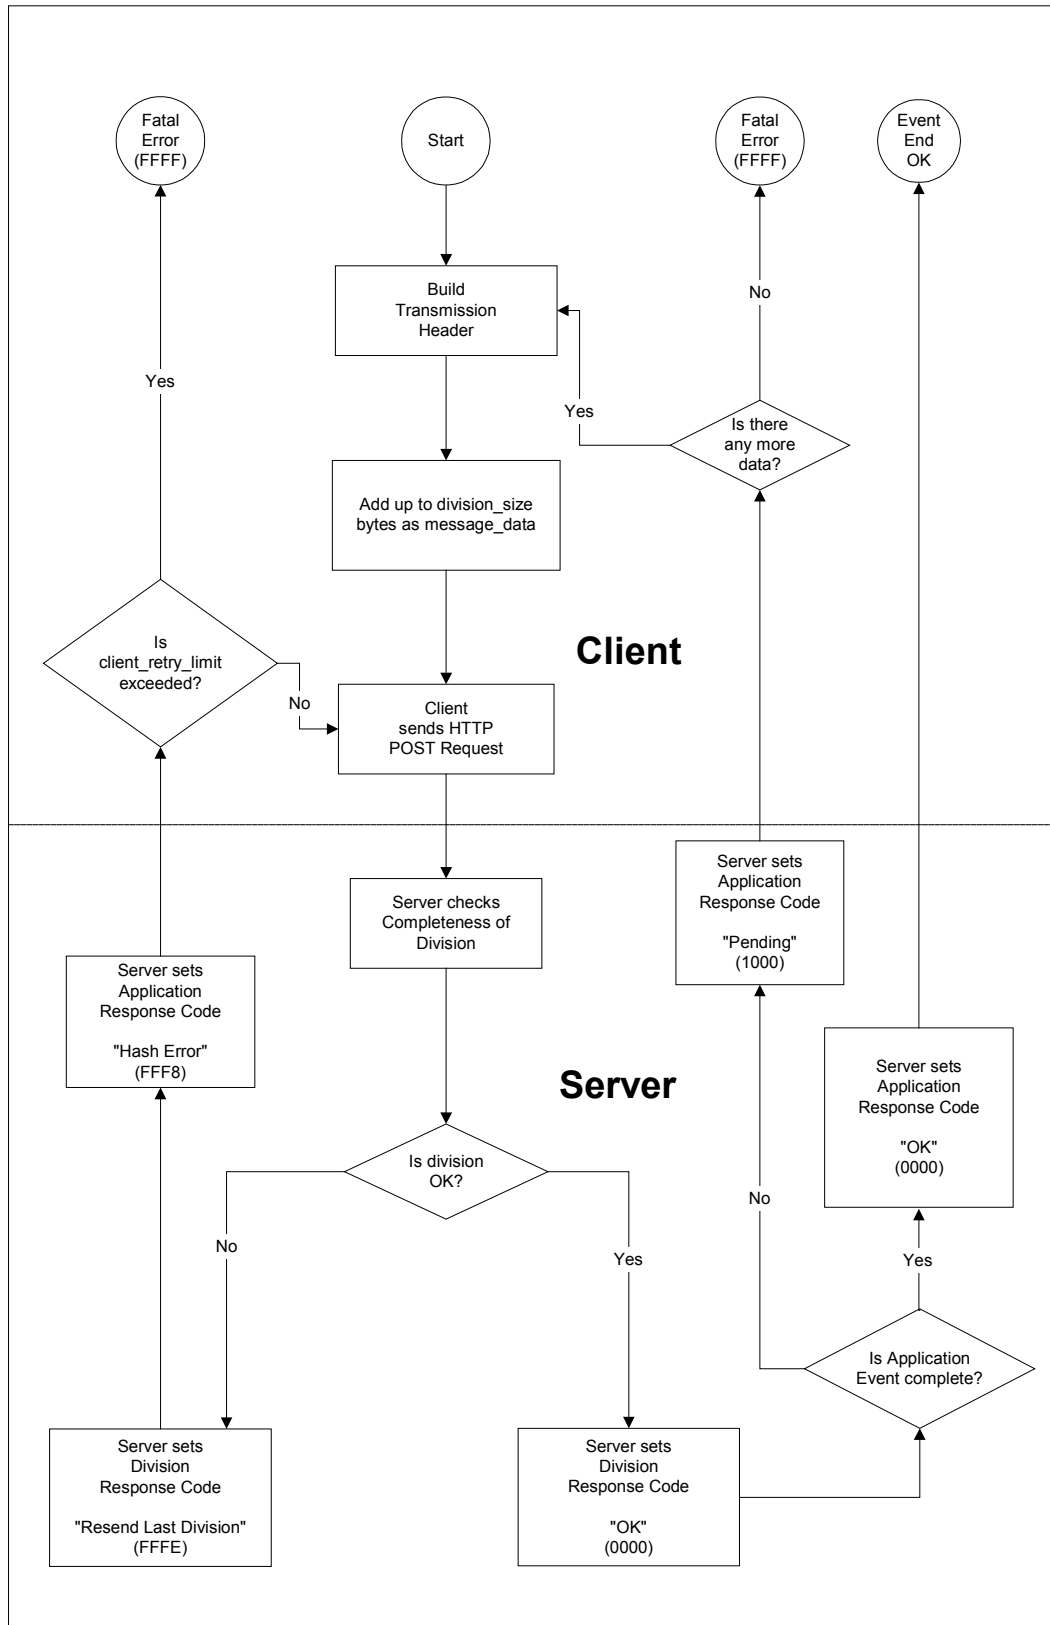 Fatal
Error
(FFFF)
Start
Fatal
Error
(FFFF)
Event
End
OK
Build
Transmission
Header
No
Yes
Yes
Is there
any more
data?
Add up to division_size
bytes as message_data
Is
client_retry_limit
exceeded?
Client
No
Client
sends HTTP
POST Request
Server checks
Completeness of
Division
Server sets
Application
Response Code
"Pending"
(1000)
Server sets
Application
Response Code
"Hash Error"
(FFF8)
Server
Server sets
Application
Response Code
"OK"
(0000)
Is division
OK?
No
No
Yes
Yes
Is Application
Event complete?
Server sets
Division
Response Code
"Resend Last Division"
(FFFE)
Server sets
Division
Response Code
"OK"
(0000)